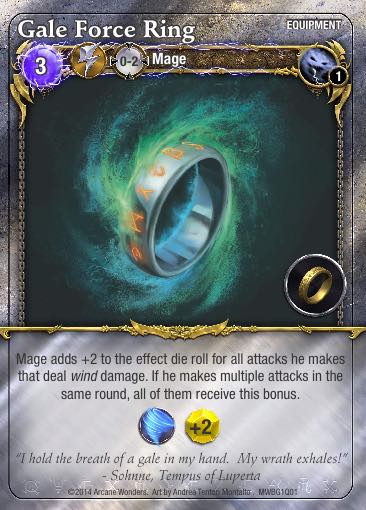 Gale Force Ring
EQUIPMENT
3
0-2 Mage
1
Mage adds +2 to the effect die roll for all attacks he makes
that deal wind damage. If he makes multiple attacks in the
same round, all of them receive this bonus.
+2
"I hold the breath of a gale in my hand. My wrath exhales!"
- Sohnne, Tempus of Luperta
©2014 Arcane Wonders. Art by Andrea Tentori Montalto. MWBG1Q01